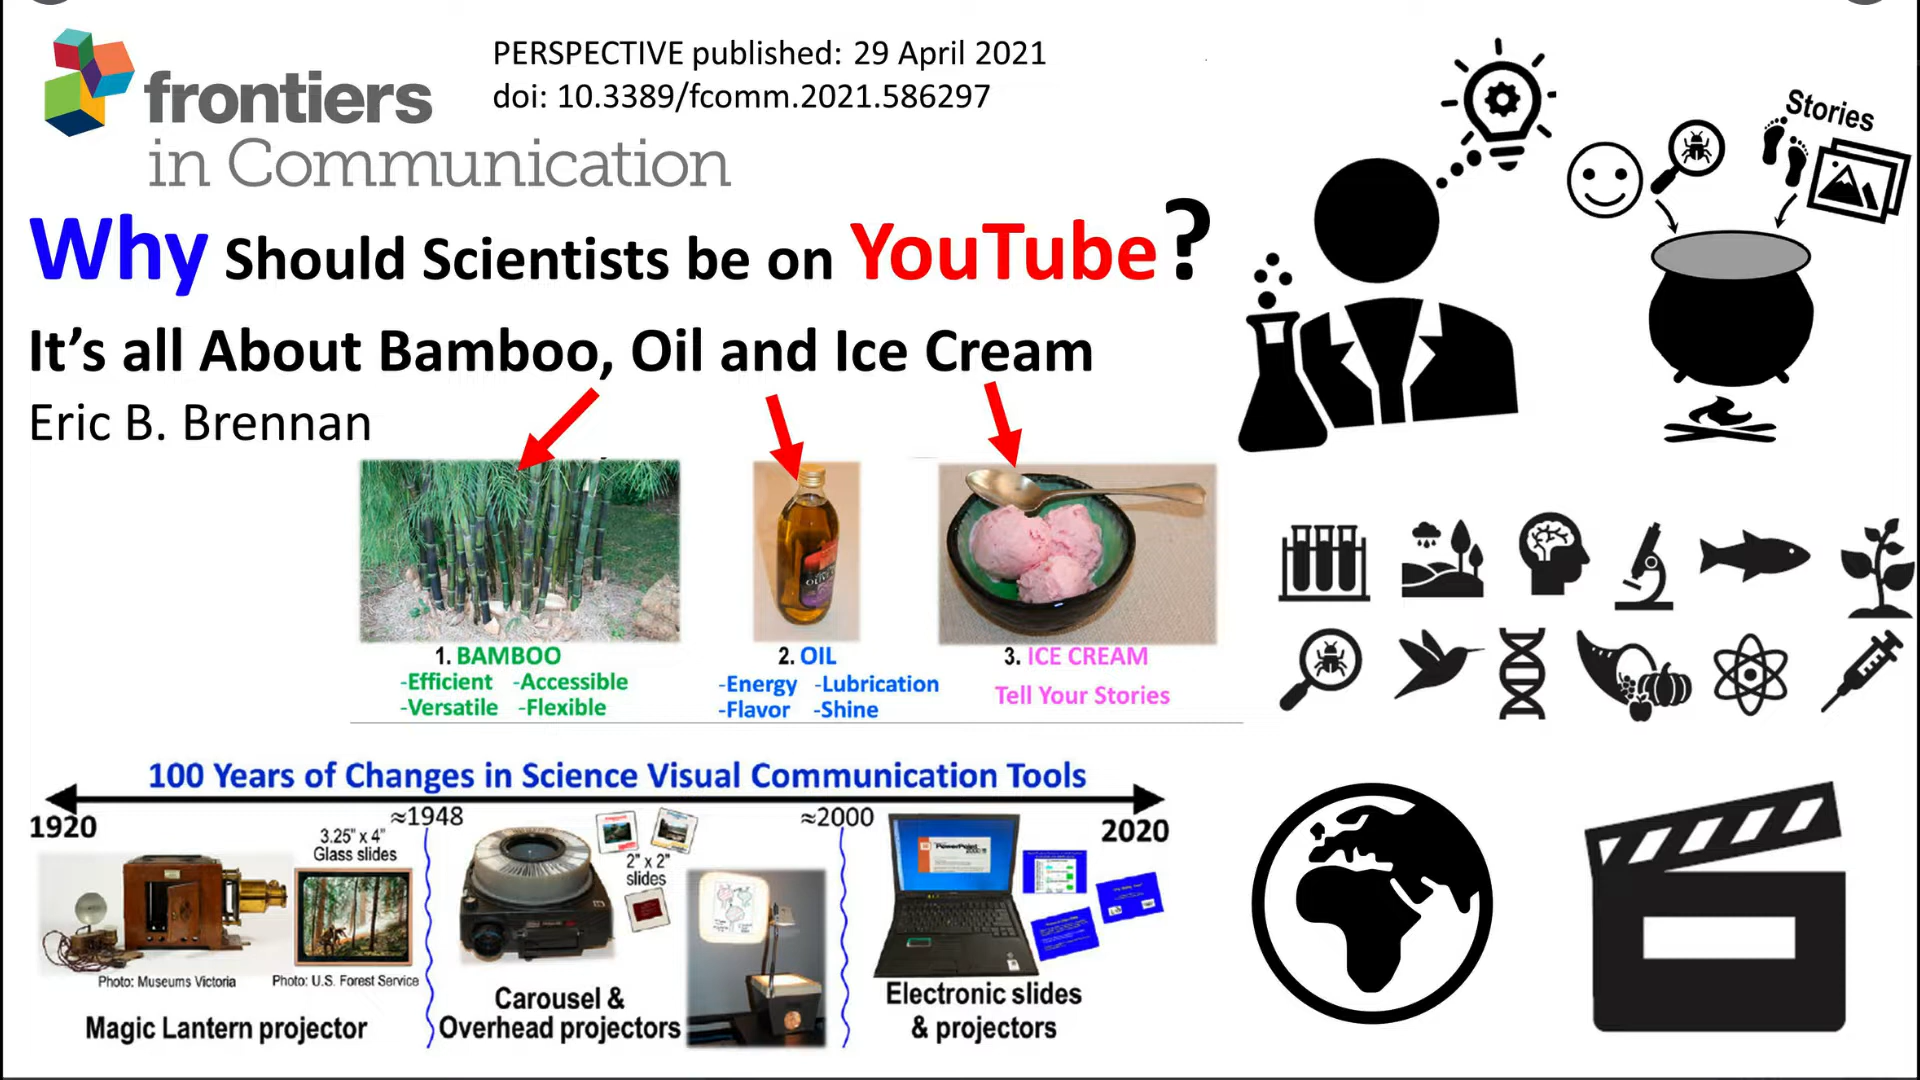 frontiers
in Communication
PERSPECTIVE published: 29 April 2021
doi: 10.3389/fcomm.2021.586297
Why Should Scientists be on YouTube?
It's all About Bamboo, Oil and Ice Cream
Eric B. Brennan
Stories
1. BAMBOO
-Efficient -Accessible
-Versatile -Flexible
2. OIL
-Energy -Lubrication
-Flavor -Shine
3. ICE CREAM
Tell Your Stories
100 Years of Changes in Science Visual Communication Tools
1920
≈1948
≈2000
2020
3.25" x 4"
Glass slides
Photo: Museums Victoria
Photo: U.S. Forest Service
Magic Lantern projector
2" x 2"
slides
Carousel &
Overhead projectors
PowerPoint
Electronic slides
& projectors